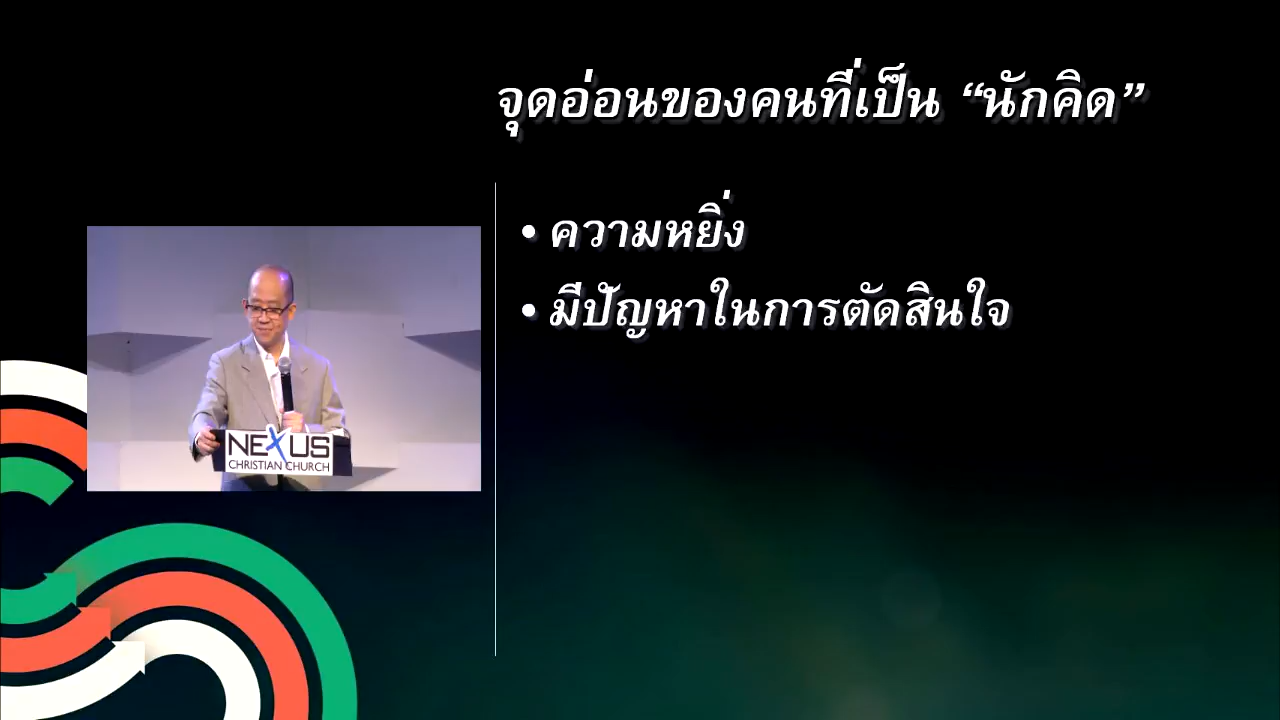 จุดอ่อนของคนที่เป็น “นักคิด”
• ความหยิ่ง
• มีปัญหาในการตัดสินใจ
NEXUS
CHRISTIAN CHURCH